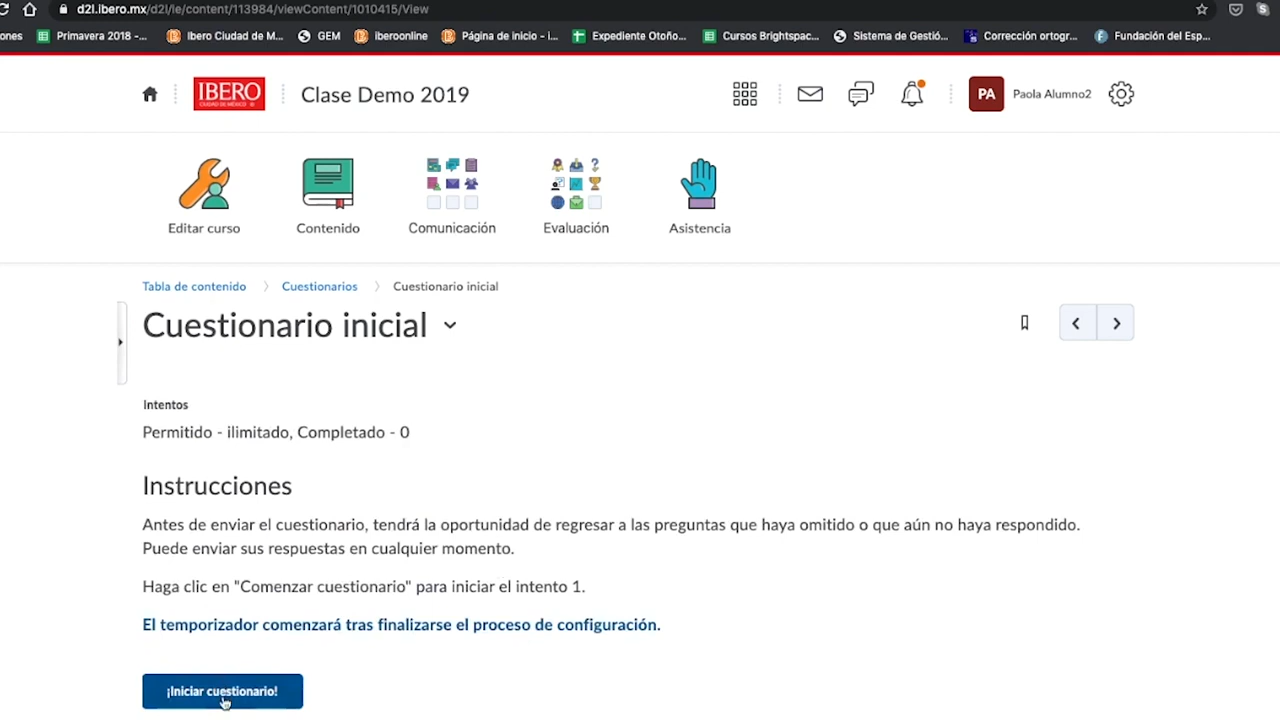 d2l.ibero.mx/d2l/le/content/113984/viewContent/1010415/View
ones Primavera 2018 -... Ibero Ciudad de M... GEM iberoonline Página de inicio - i... Expediente Otoño... Cursos Brightspac... Sistema de Gestió... Corrección ortogr... Fundación del Esp...
IBERO
CIUDAD DE MÉXICO
Clase Demo 2019
PA
Paola Alumno2
Editar curso
Contenido
Comunicación
Evaluación
Asistencia
Tabla de contenido
Cuestionarios
Cuestionario inicial
Cuestionario inicial
Intentos
Permitido - ilimitado, Completado - 0
Instrucciones
Antes de enviar el cuestionario, tendrá la oportunidad de regresar a las preguntas que haya omitido o que aún no haya respondido.
Puede enviar sus respuestas en cualquier momento.
Haga clic en "Comenzar cuestionario" para iniciar el intento 1.
El temporizador comenzará tras finalizarse el proceso de configuración.
¡Iniciar cuestionario!